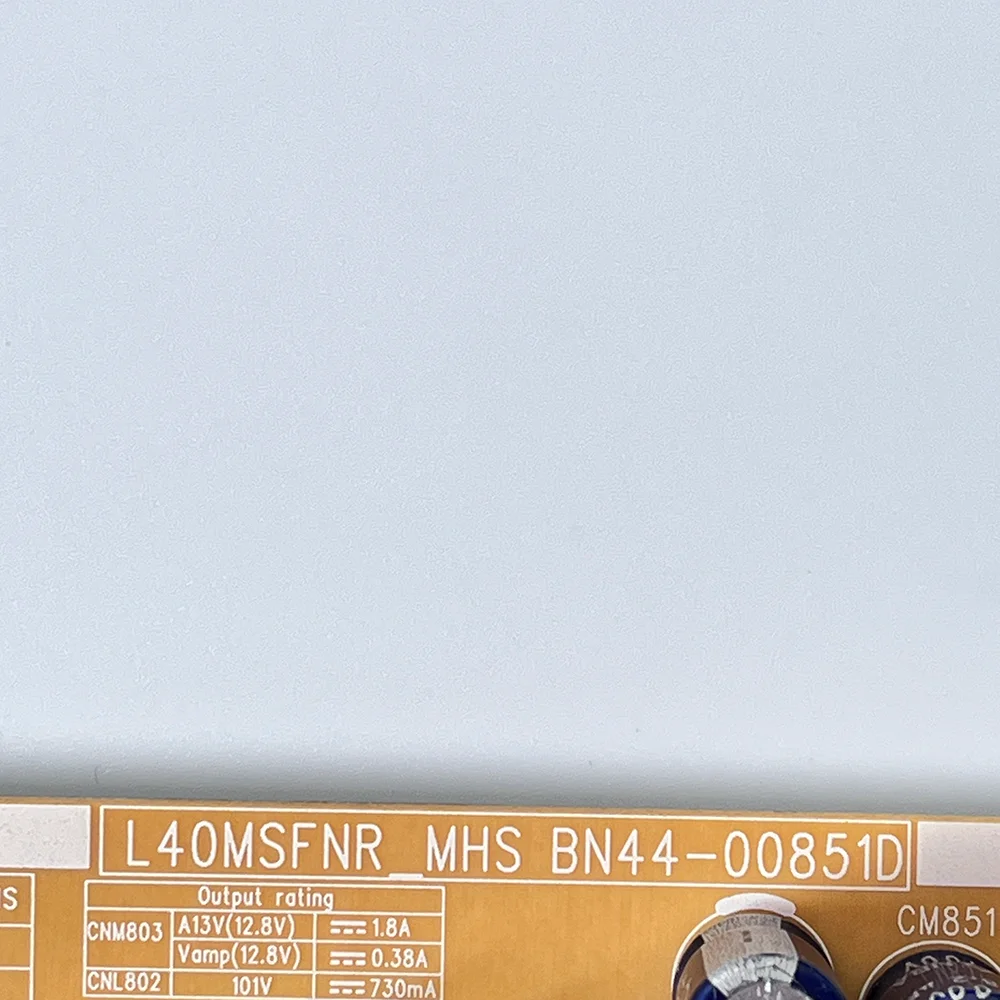 L40MSFNR_MHS BN44-00851D
Output rating
CNM803
A13V(12.8V) ⎓ 1.8A
Vamp(12.8V) ⎓ 0.38A
CNL802 101V ⎓ 730mA
CM851